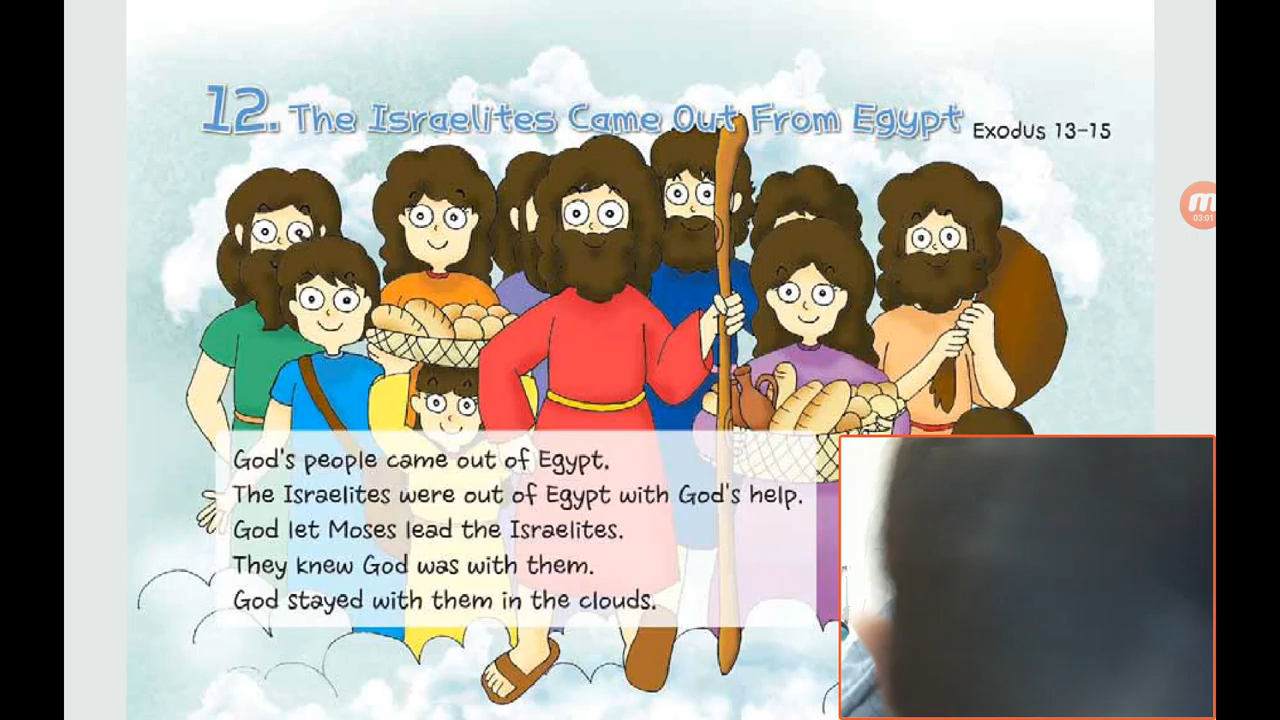 12. The Israelites Came Out From Egypt
Exodus 13-15
God's people came out of Egypt.
The Israelites were out of Egypt with God's help.
God let Moses lead the Israelites.
They knew God was with them.
God stayed with them in the clouds.
03:01